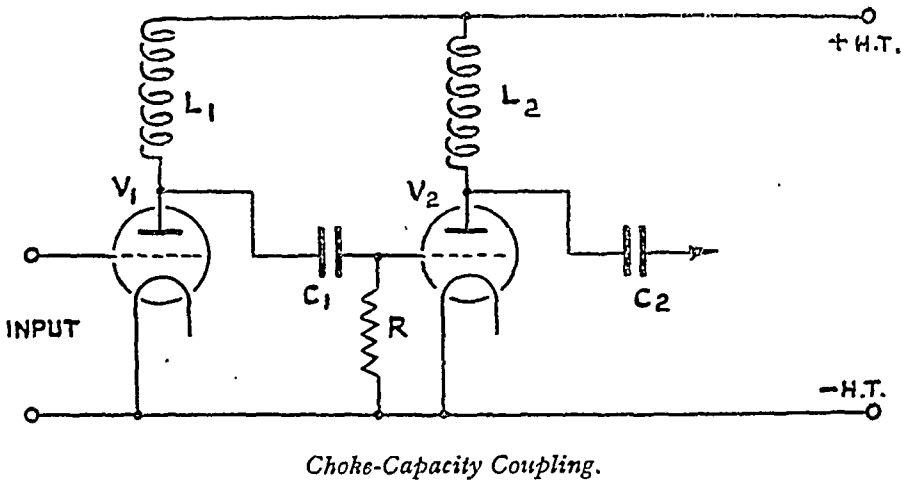 + H.T.
L1
L2
V1
V2
C1
C2
R
INPUT
–H.T.
Choke-Capacity Coupling.